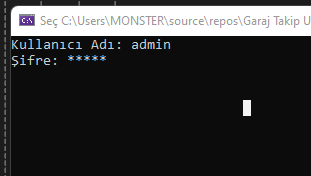 Seç C:\Users\MONSTER\source\repos\Garaj Takip U
Kullanıcı Adı: admin
Şifre: *****